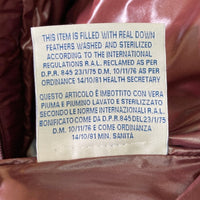 THIS ITEM IS FILLED WITH REAL DOWN
FEATHERS WASHED AND STERILIZED
ACCORDING TO THE INTERNATIONAL
REGULATIONS R.A.L. RECLAMED AS PER
D.P.R. 845 23/1/75 D.M. 10/11/76 AS PER
ORDINANCE 14/10/81 HEALTH SECRETARY
QUESTO ARTICOLO È IMBOTTITO CON VERA
PIUMA E PIUMINO LAVATO E STERILIZZATO
SECONDO LE NORME INTERNAZIONALI R.A.L.
BONIFICATO COME DA D.P.R. 845 DEL 23/1/75
D.M. 10/11/76 E COME ORDINANZA
14/10/81 MIN. SANITÀ